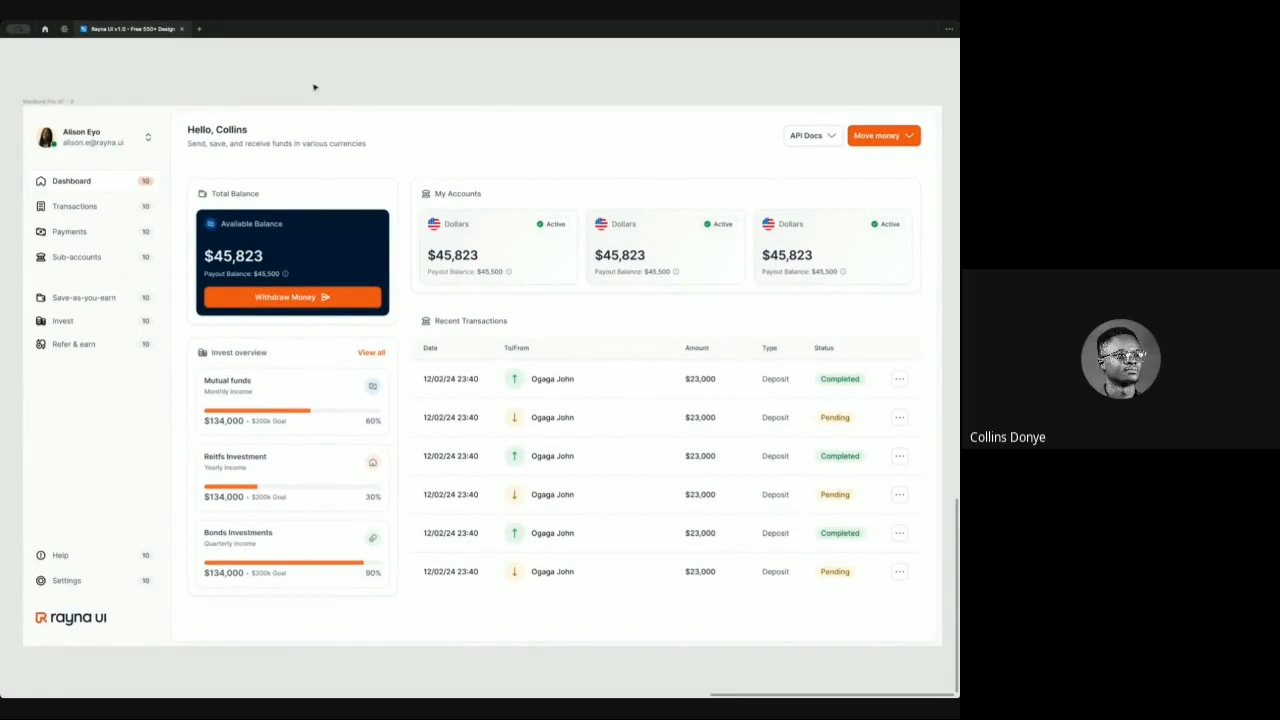 Rayna UI v1.0 - Free 550+ Design
MacBook Pro 16" - 3
Alison Eyo
alison.e@rayna.ui
Dashboard 10
Transactions 10
Payments 10
Sub-accounts 10
Save-as-you-earn 10
Invest 10
Refer & earn 10
Help 10
Settings 10
rayna UI
Hello, Collins
Send, save, and receive funds in various currencies
API Docs
Move money
Total Balance
Available Balance
$45,823
Payout Balance: $45,500
Withdraw Money
My Accounts
Dollars Active
$45,823
Payout Balance: $45,500
Dollars Active
$45,823
Payout Balance: $45,500
Dollars Active
$45,823
Payout Balance: $45,500
Invest overview View all
Mutual funds
Monthly income
$134,000 • $200k Goal 60%
Reitfs Investment
Yearly income
$134,000 • $200k Goal 30%
Bonds Investments
Quarterly income
$134,000 • $200k Goal 90%
Recent Transactions
Date To/From Amount Type Status
12/02/24 23:40 Ogaga John $23,000 Deposit Completed
12/02/24 23:40 Ogaga John $23,000 Deposit Pending
12/02/24 23:40 Ogaga John $23,000 Deposit Completed
12/02/24 23:40 Ogaga John $23,000 Deposit Pending
12/02/24 23:40 Ogaga John $23,000 Deposit Completed
12/02/24 23:40 Ogaga John $23,000 Deposit Pending
Collins Donye